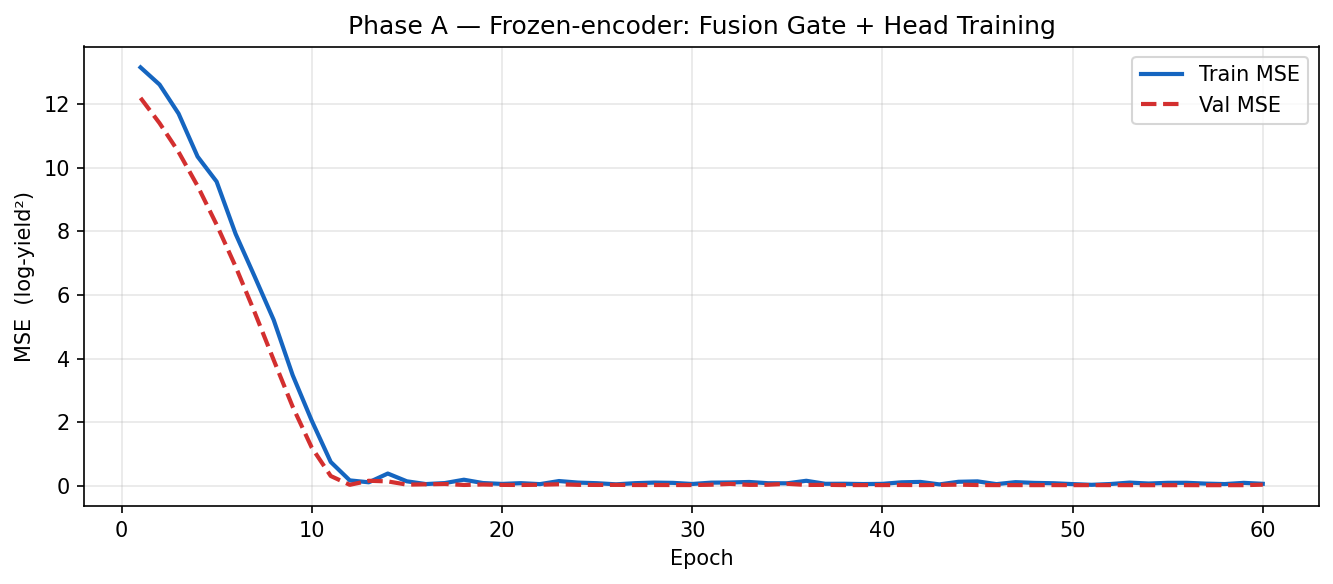 Phase A — Frozen-encoder: Fusion Gate + Head Training
Train MSE
Val MSE
MSE (log-yield²)
12
10
8
6
4
2
0
0 10 20 30 40 50 60
Epoch